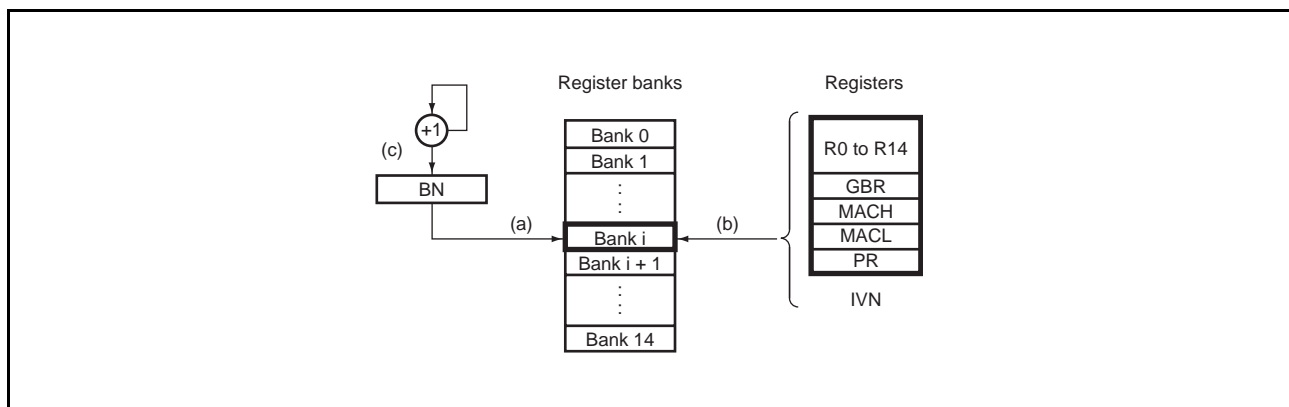 Register banks
Registers
+1
(c)
BN
(a)
Bank 0
Bank 1
Bank i
Bank i + 1
Bank 14
(b)
R0 to R14
GBR
MACH
MACL
PR
IVN